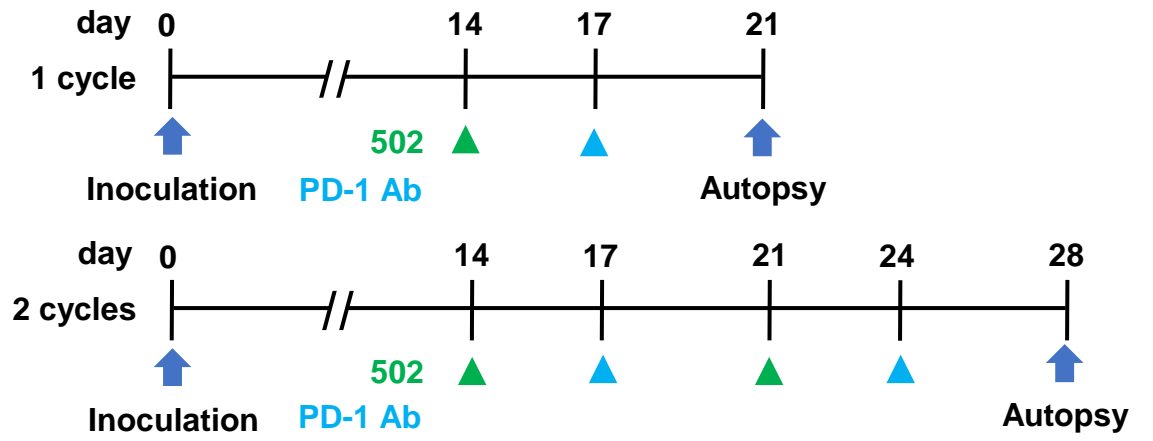 day 0 14 17 21
1 cycle
502
PD-1 Ab
Inoculation Autopsy
day 0 14 17 21 24 28
2 cycles
502
PD-1 Ab
Inoculation Autopsy